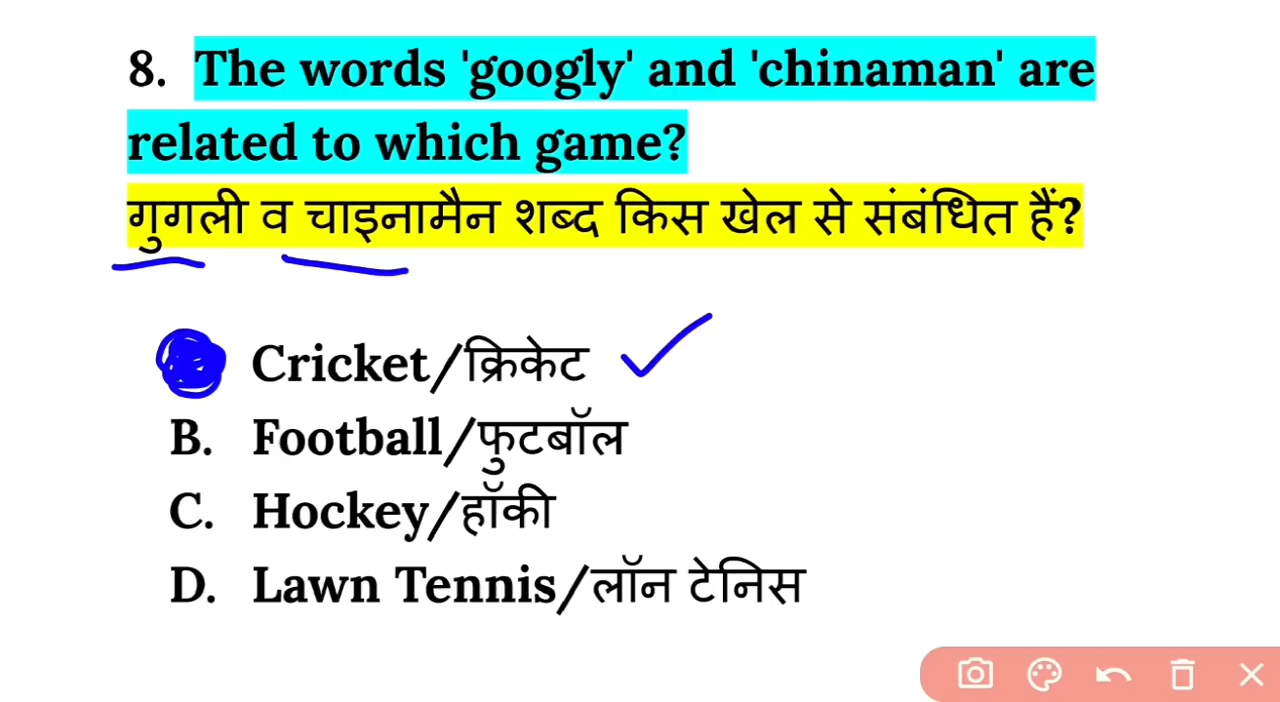 8. The words 'googly' and 'chinaman' are
related to which game?
गुगली व चाइनामैन शब्द किस खेल से संबंधित हैं?
Cricket/क्रिकेट
B. Football/फुटबॉल
C. Hockey/हॉकी
D. Lawn Tennis/लॉन टेनिस